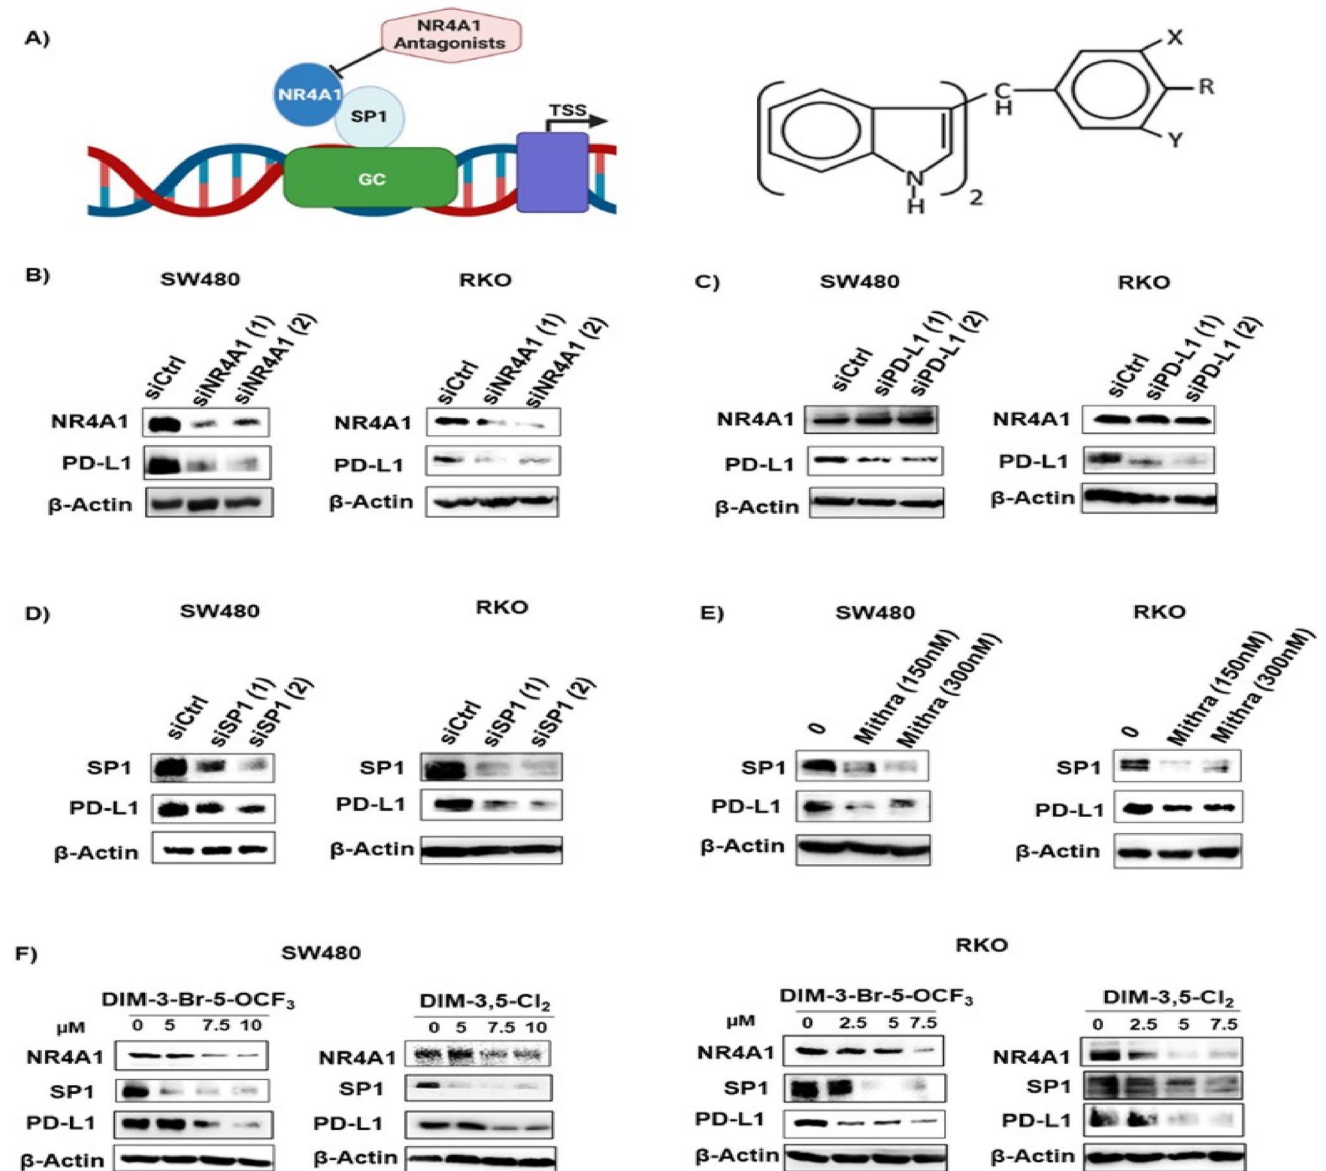 A)
NR4A1
Antagonists
NR4A1
SP1
TSS
GC
X
R
Y
C
H
N
H
2
B)
SW480
RKO
siCtrl
siNR4A1 (1)
siNR4A1 (2)
siCtrl
siNR4A1 (1)
siNR4A1 (2)
NR4A1
PD-L1
β-Actin
NR4A1
PD-L1
β-Actin
C)
SW480
RKO
siCtrl
siPD-L1 (1)
siPD-L1 (2)
siCtrl
siPD-L1 (1)
siPD-L1 (2)
NR4A1
PD-L1
β-Actin
NR4A1
PD-L1
β-Actin
D)
SW480
RKO
siCtrl
siSP1 (1)
siSP1 (2)
siCtrl
siSP1 (1)
siSP1 (2)
SP1
PD-L1
β-Actin
SP1
PD-L1
β-Actin
E)
SW480
RKO
0
Mithra (150nM)
Mithra (300nM)
0
Mithra (150nM)
Mithra (300nM)
SP1
PD-L1
β-Actin
SP1
PD-L1
β-Actin
F)
SW480
DIM-3-Br-5-OCF₃
µM 0 5 7.5 10
NR4A1
SP1
PD-L1
β-Actin
DIM-3,5-Cl₂
0 5 7.5 10
NR4A1
SP1
PD-L1
β-Actin
RKO
DIM-3-Br-5-OCF₃
µM 0 2.5 5 7.5
NR4A1
SP1
PD-L1
β-Actin
DIM-3,5-Cl₂
0 2.5 5 7.5
NR4A1
SP1
PD-L1
β-Actin